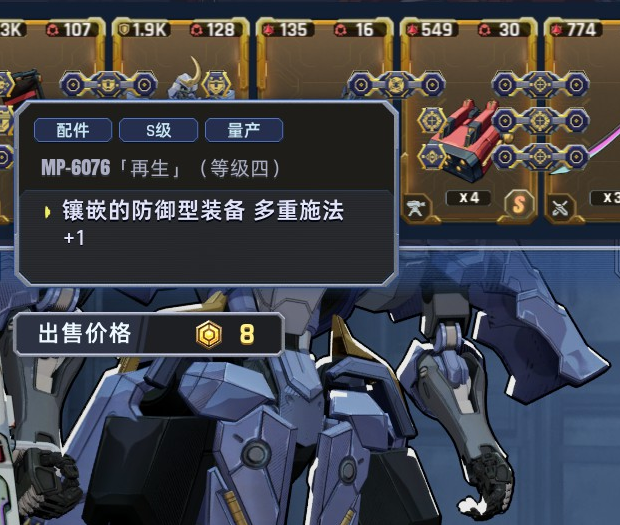 3K 107 1.9K 128 135 16 549 30 774
配件 S级 量产
MP-6076「再生」（等级四）
镶嵌的防御型装备 多重施法
+1
x4 S x3
出售价格 8